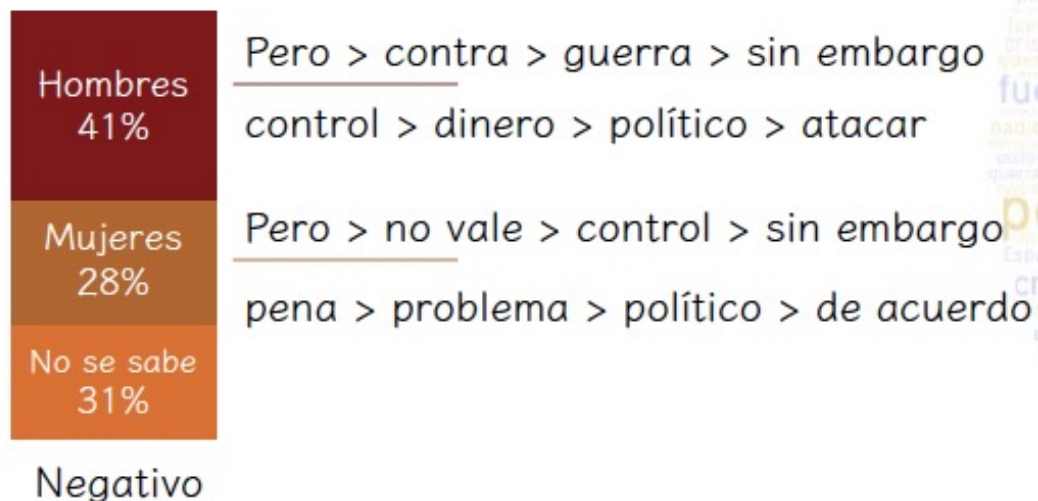 Hombres
41%
Pero > contra > guerra > sin embargo
control > dinero > político > atacar
Mujeres
28%
Pero > no vale > control > sin embargo
pena > problema > político > de acuerdo
No se sabe
31%
Negativo